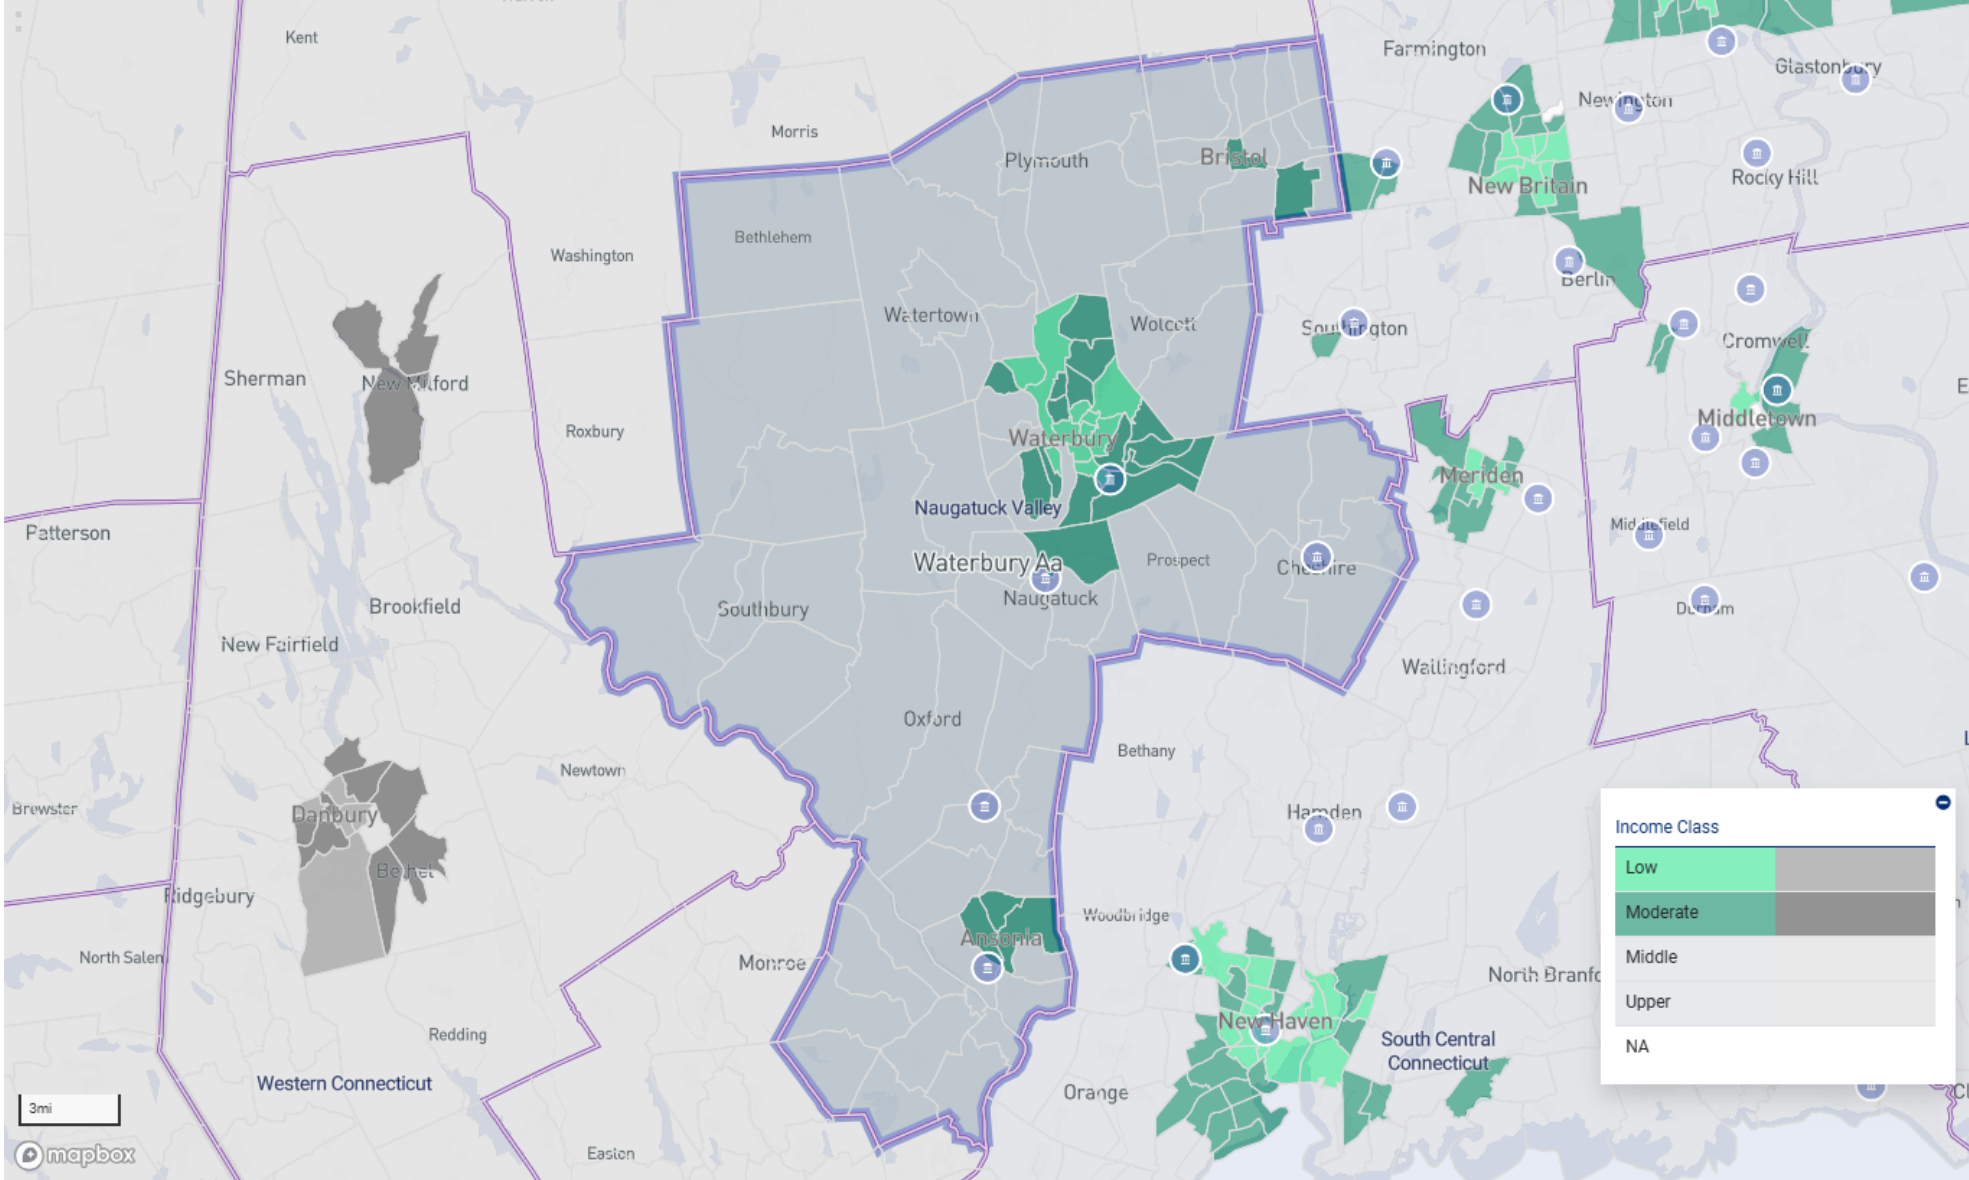 Kent
Farmington
Glastonbury
Newington
Morris
Plymouth
Bristol
Rocky Hill
New Britain
Bethlehem
Washington
Berlin
Watertown
Wolcott
Southington
Cromwell
Sherman
New Milford
Middletown
Roxbury
Waterbury
Meriden
Naugatuck Valley
Middlefield
Patterson
Waterbury Aa
Prospect
Cheshire
Naugatuck
Brookfield
Southbury
Durham
New Fairfield
Wallingford
Oxford
Bethany
Newtown
Brewster
Danbury
Hamden
Income Class
Low
Bethel
Ridgebury
Moderate
Woodbridge
Ansonia
Middle
North Salem
Monroe
North Branfo
Upper
New Haven
Redding
South Central
Connecticut
NA
Western Connecticut
Orange
3mi
mapbox
Easton